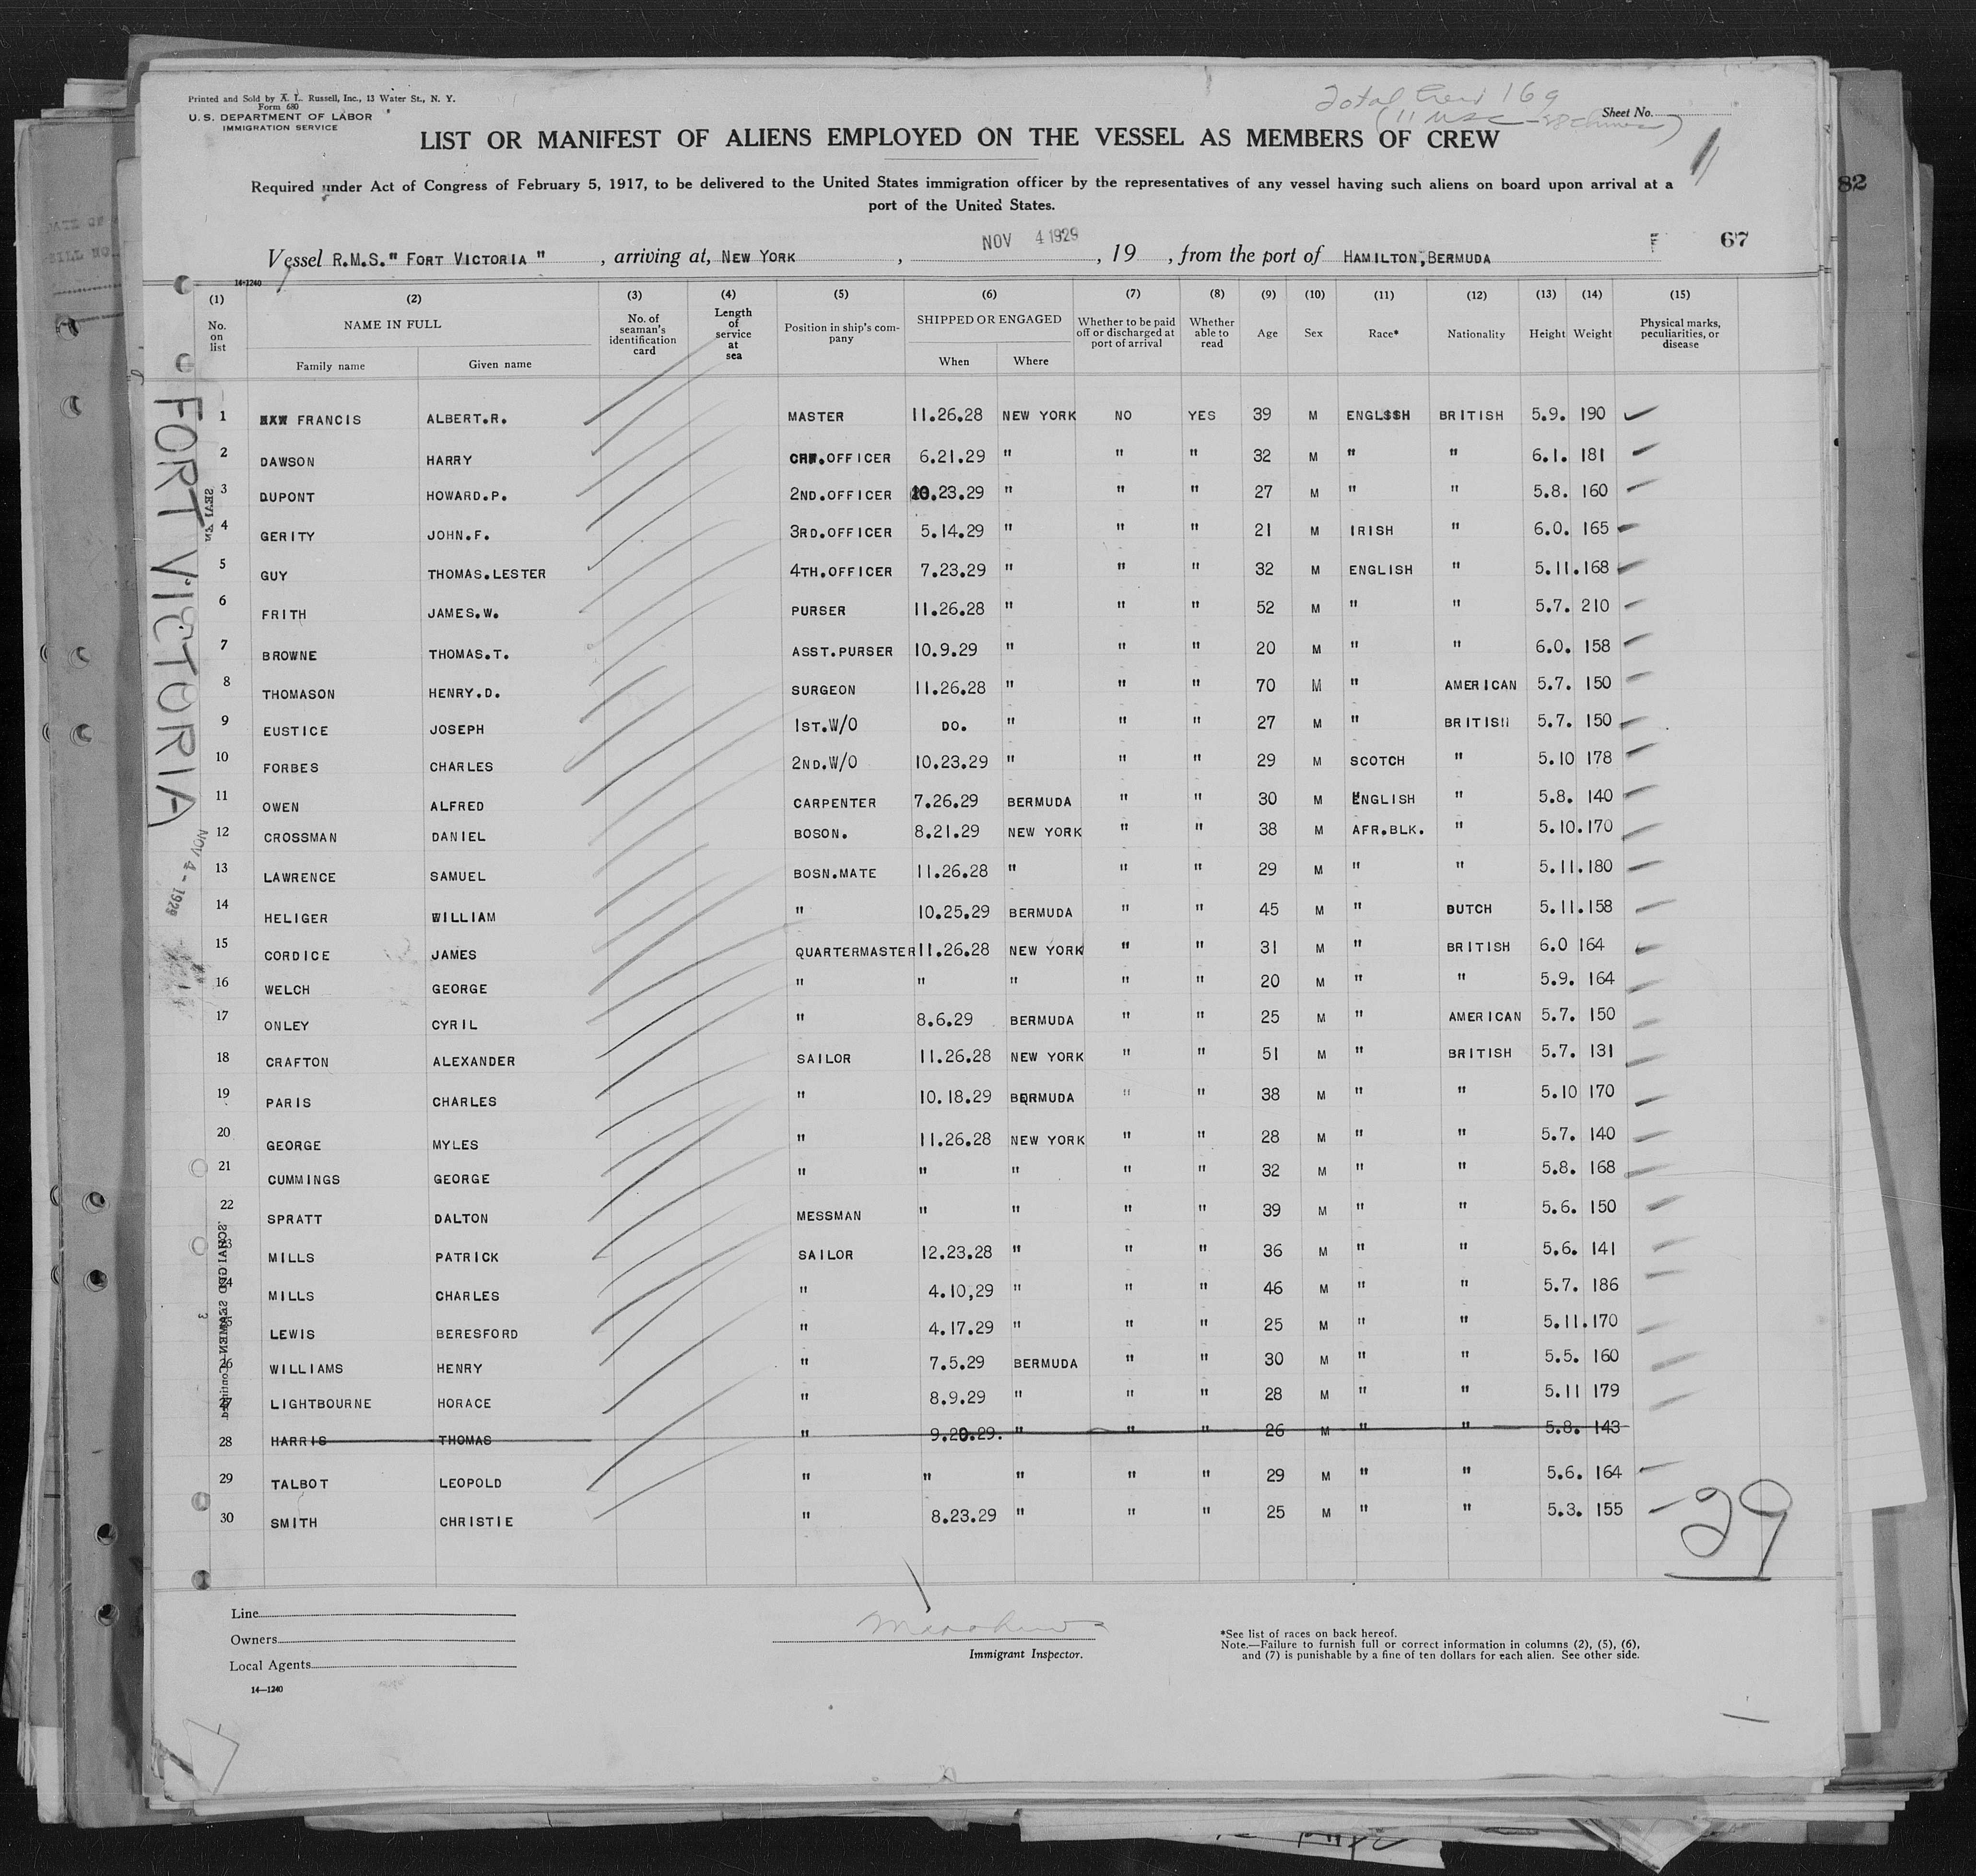 Printed and Sold by A. L. Russell, Inc., 13 Water St., N. Y.
Form 680
U. S. DEPARTMENT OF LABOR
IMMIGRATION SERVICE
Total Crew 169
Sheet No.
(11 USC
LIST OR MANIFEST OF ALIENS EMPLOYED ON THE VESSEL AS MEMBERS OF CREW
Required under Act of Congress of February 5, 1917, to be delivered to the United States immigration officer by the representatives of any vessel having such aliens on board upon arrival at a
port of the United States.
82
67
Vessel R.M.S." FORT VICTORIA " , arriving at, NEW YORK , NOV 4 1929 , 19 , from the port of HAMILTON, BERMUDA
14-1240
(1) (2) (3) (4) (5) (6) (7) (8) (9) (10) (11) (12) (13) (14) (15)
No. on list NAME IN FULL No. of seaman's identification card Length of service at sea Position in ship's company SHIPPED OR ENGAGED Whether to be paid off or discharged at port of arrival Whether able to read Age Sex Race* Nationality Height Weight Physical marks, peculiarities, or disease
Family name Given name When Where
1 FRANCIS ALBERT.R. MASTER 11.26.28 NEW YORK NO YES 39 M ENGLSSH BRITISH 5.9. 190
2 DAWSON HARRY CHF.OFFICER 6.21.29 " " " 32 M " " 6.1. 181
3 DUPONT HOWARD.P. 2ND.OFFICER 10.23.29 " " " 27 M " " 5.8. 160
4 GERITY JOHN.F. 3RD.OFFICER 5.14.29 " " " 21 M IRISH " 6.0. 165
5 GUY THOMAS.LESTER 4TH.OFFICER 7.23.29 " " " 32 M ENGLISH " 5.11.168
6 FRITH JAMES.W. PURSER 11.26.28 " " " 52 M " " 5.7. 210
7 BROWNE THOMAS.T. ASST.PURSER 10.9.29 " " " 20 M " " 6.0. 158
8 THOMASON HENRY.D. SURGEON 11.26.28 " " " 70 M " AMERICAN 5.7. 150
9 EUSTICE JOSEPH 1ST.W/O DO. " " " 27 M " BRITISH 5.7. 150
10 FORBES CHARLES 2ND.W/O 10.23.29 " " " 29 M SCOTCH " 5.10 178
11 OWEN ALFRED CARPENTER 7.26.29 BERMUDA " " 30 M ENGLISH " 5.8. 140
12 CROSSMAN DANIEL BOSON. 8.21.29 NEW YORK " " 38 M AFR.BLK. " 5.10.170
13 LAWRENCE SAMUEL BOSN.MATE 11.26.28 " " " 29 M " " 5.11.180
14 HELIGER WILLIAM " 10.25.29 BERMUDA " " 45 M " DUTCH 5.11.158
15 CORDICE JAMES QUARTERMASTER 11.26.28 NEW YORK " " 31 M " BRITISH 6.0 164
16 WELCH GEORGE " " " " " 20 M " " 5.9. 164
17 ONLEY CYRIL " 8.6.29 BERMUDA " " 25 M " AMERICAN 5.7. 150
18 CRAFTON ALEXANDER SAILOR 11.26.28 NEW YORK " " 51 M " BRITISH 5.7. 131
19 PARIS CHARLES " 10.18.29 BERMUDA " " 38 M " " 5.10 170
20 GEORGE MYLES " 11.26.28 NEW YORK " " 28 M " " 5.7. 140
21 CUMMINGS GEORGE " " " " " 32 M " " 5.8. 168
22 SPRATT DALTON MESSMAN " " " " 39 M " " 5.6. 150
23 MILLS PATRICK SAILOR 12.23.28 " " " 36 M " " 5.6. 141
24 MILLS CHARLES " 4.10,29 " " " 46 M " " 5.7. 186
25 LEWIS BERESFORD " 4.17.29 " " " 25 M " " 5.11.170
26 WILLIAMS HENRY " 7.5.29 BERMUDA " " 30 M " " 5.5. 160
27 LIGHTBOURNE HORACE " 8.9.29 " " " 28 M " " 5.11 179
28 HARRIS THOMAS " 9.20.29. " " " 26 M " " 5.8. 143
29 TALBOT LEOPOLD " " " " " 29 M " " 5.6. 164
30 SMITH CHRISTIE " 8.23.29 " " " 25 M " " 5.3. 155
29
FORT VICTORIA
NOV 4 - 1929
Line
Owners
Local Agents
14—1240
Immigrant Inspector.
*See list of races on back hereof.
Note.—Failure to furnish full or correct information in columns (2), (5), (6),
and (7) is punishable by a fine of ten dollars for each alien. See other side.